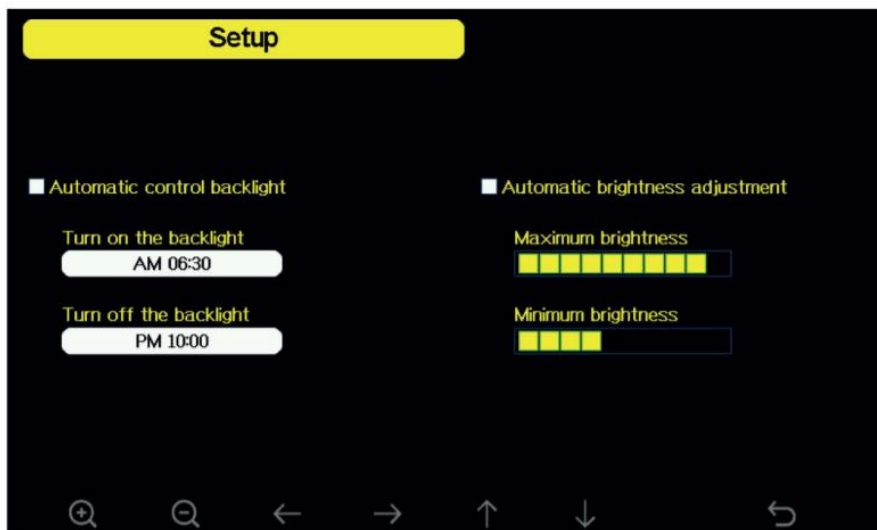 Setup
Automatic control backlight
Turn on the backlight
AM 06:30
Turn off the backlight
PM 10:00
Automatic brightness adjustment
Maximum brightness
Minimum brightness